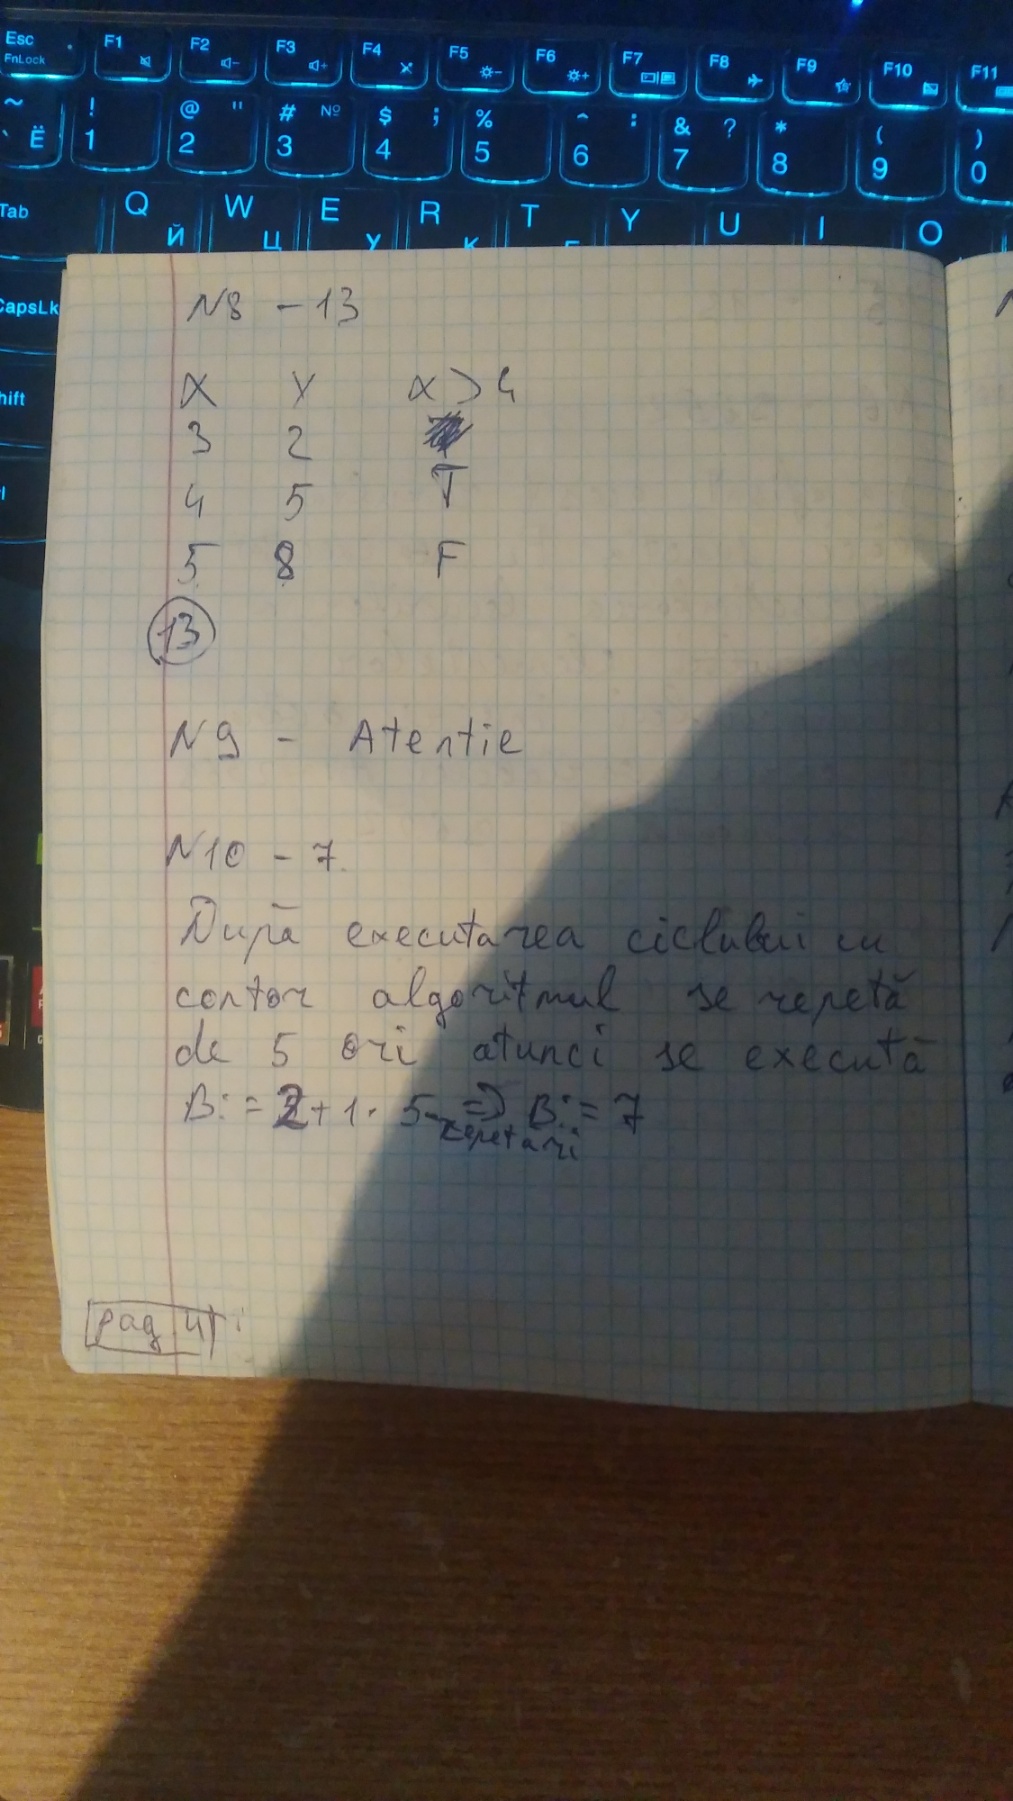 Esc F1 F2 F3 F4 F5 F6 F7 F8 F9 F10 F11
FnLock
~ ! @ " # № $ ; % ^ : & ? * ( )
` Ё 1 2 3 4 5 6 7 8 9 0
Tab Q W E R T Y U I O
Й Ц У К
CapsLk
hift
N8 - 13
X Y x > 4
3 2
4 5 T
5 8 F
13
N9 - Atentie
N10 - 7.
După executarea ciclului cu
contor algoritmul se repetă
de 5 ori atunci se execută
B:= 2 + 1 · 5 => B:= 7
repetari
pag 4